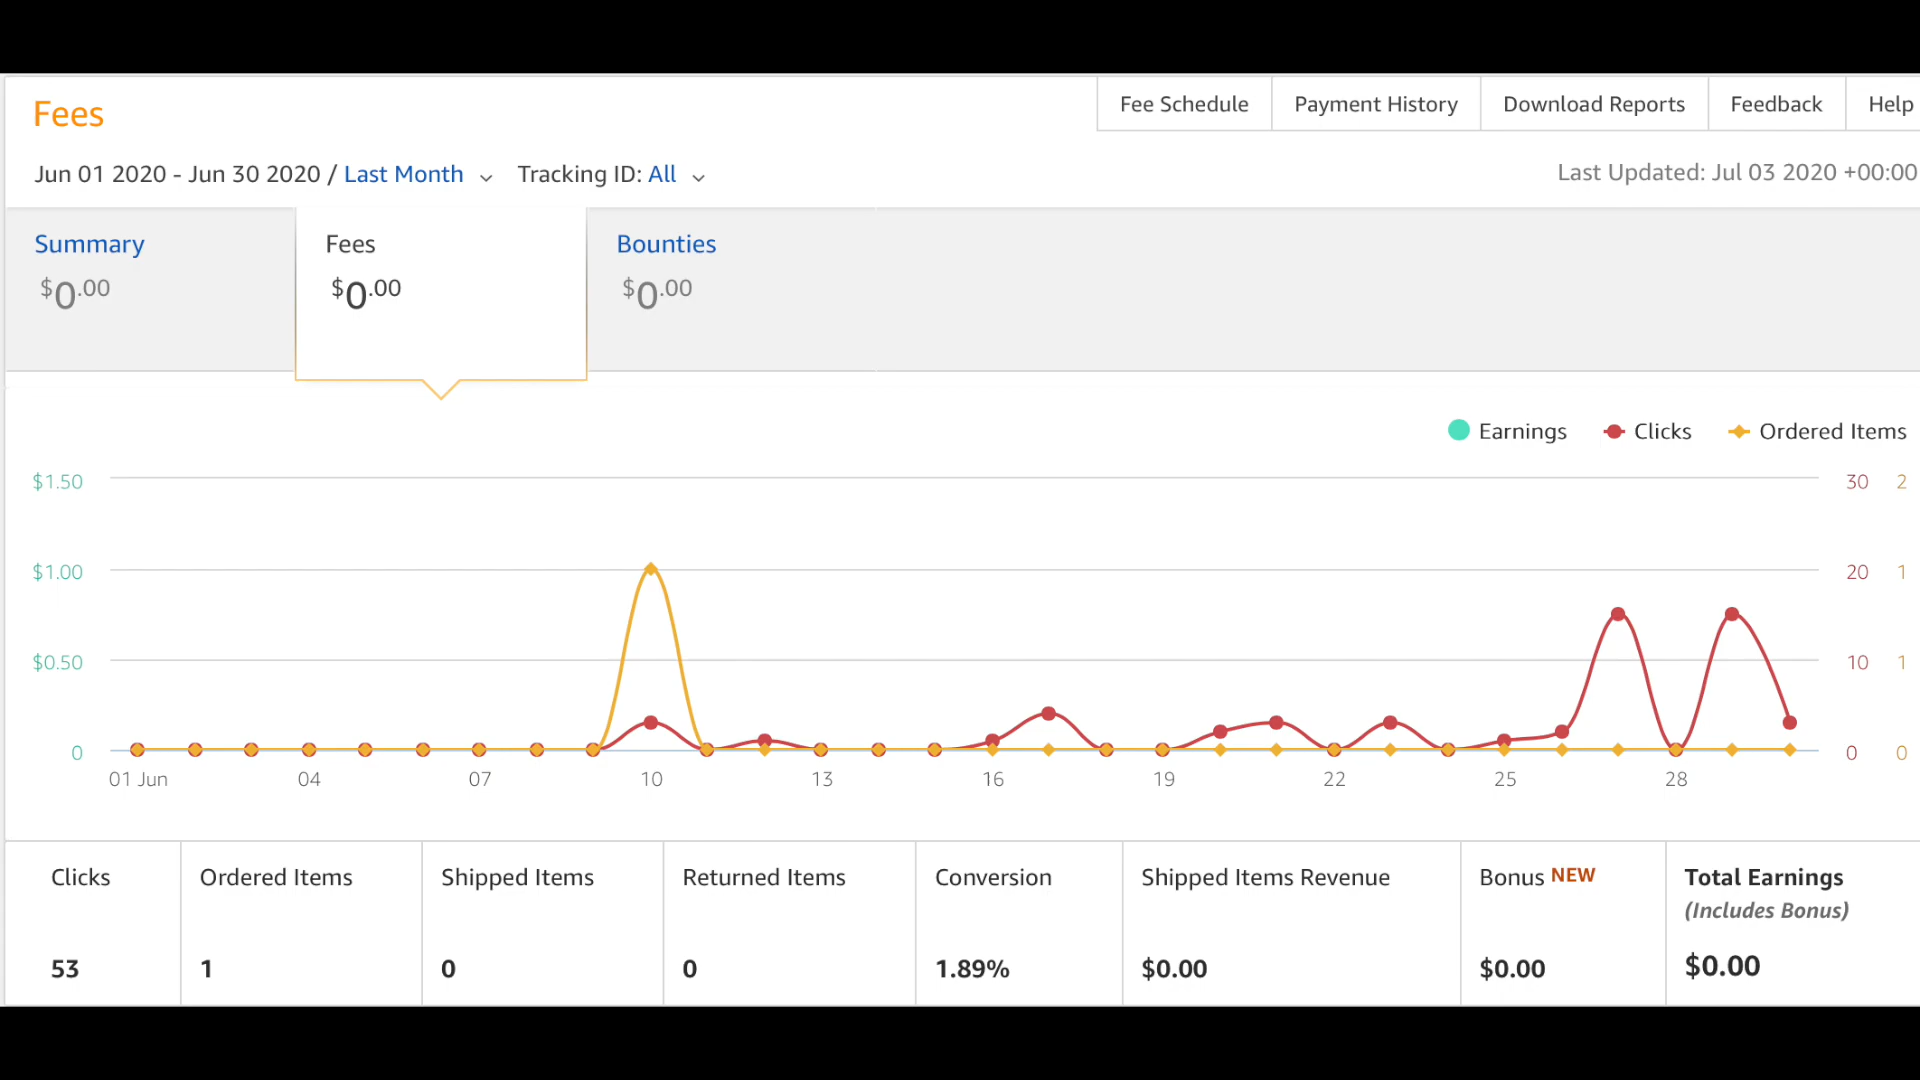 Fees
Fee Schedule Payment History Download Reports Feedback Help
Jun 01 2020 - Jun 30 2020 / Last Month Tracking ID: All
Last Updated: Jul 03 2020 +00:00
Summary Fees Bounties
$0.00 $0.00 $0.00
Earnings Clicks Ordered Items
$1.50 30 2
$1.00 20 1
$0.50 10 1
0 0 0
01 Jun 04 07 10 13 16 19 22 25 28
Clicks Ordered Items Shipped Items Returned Items Conversion Shipped Items Revenue Bonus NEW Total Earnings
(Includes Bonus)
53 1 0 0 1.89% $0.00 $0.00 $0.00